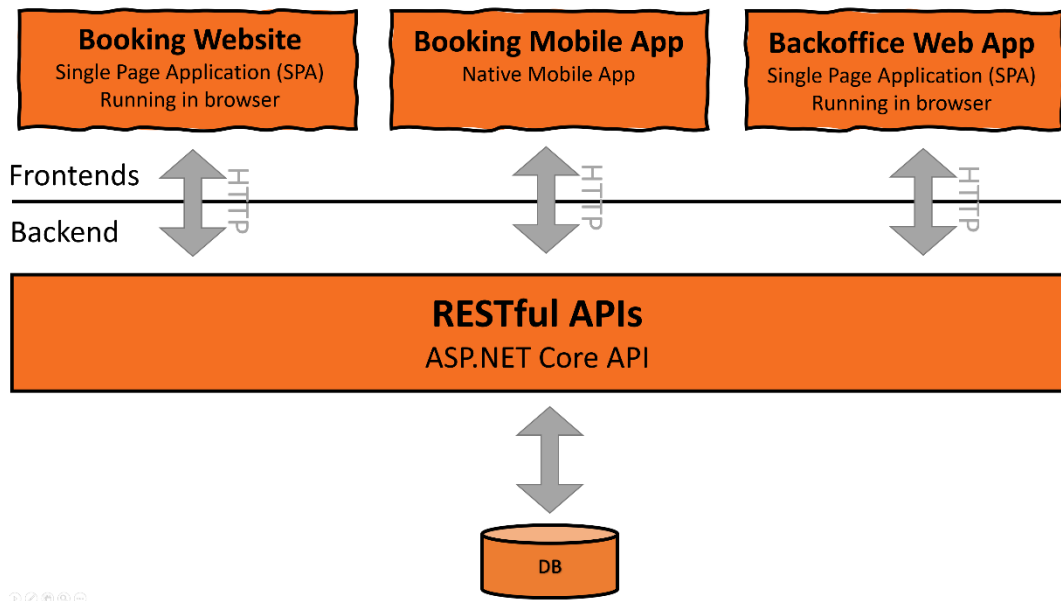 Booking Website
Single Page Application (SPA)
Running in browser
Booking Mobile App
Native Mobile App
Backoffice Web App
Single Page Application (SPA)
Running in browser
HTTP
HTTP
HTTP
Frontends
Backend
RESTful APIs
ASP.NET Core API
DB